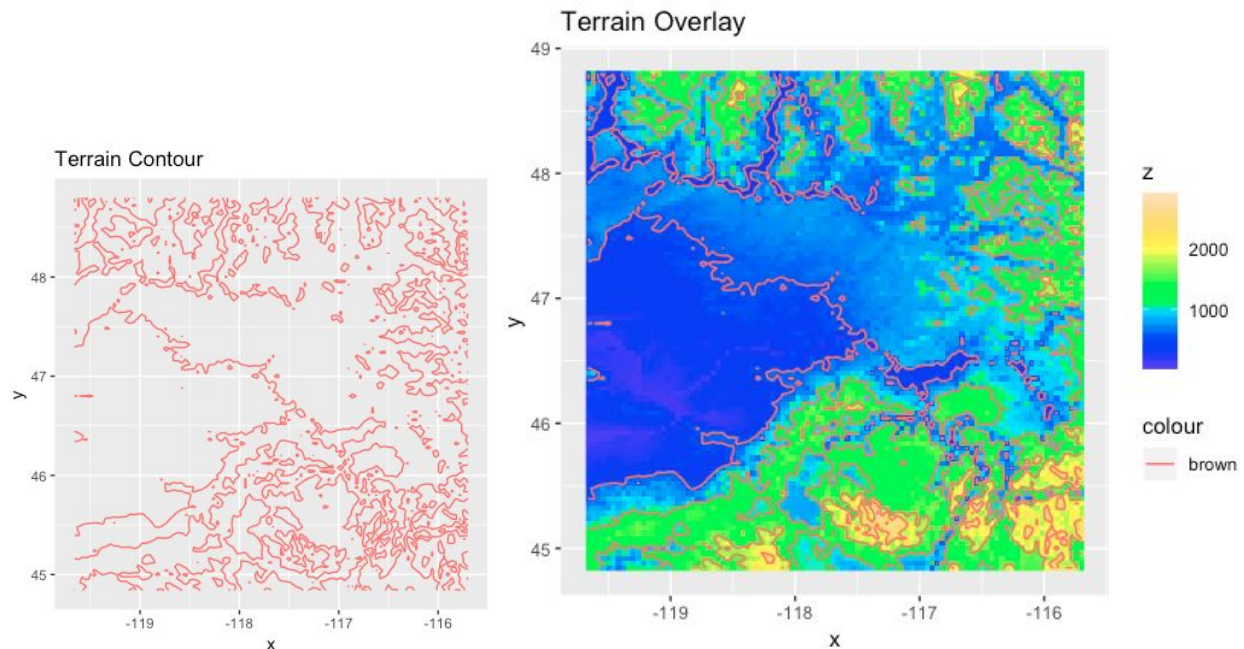 Terrain Contour
48
47
46
45
y
-119
-118
-117
-116
x
Terrain Overlay
49
48
47
46
45
y
-119
-118
-117
-116
x
z
2000
1000
colour
brown